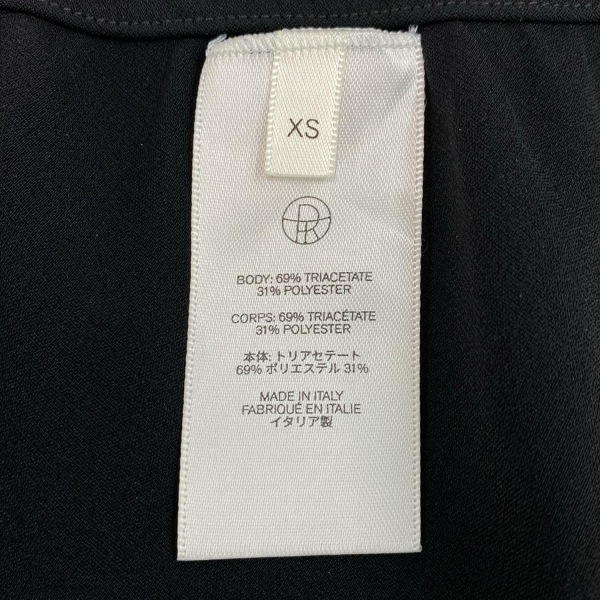 XS
BODY: 69% TRIACETATE
31% POLYESTER
CORPS: 69% TRIACÉTATE
31% POLYESTER
本体: トリアセテート
69% ポリエステル 31%
MADE IN ITALY
FABRIQUÉ EN ITALIE
イタリア製